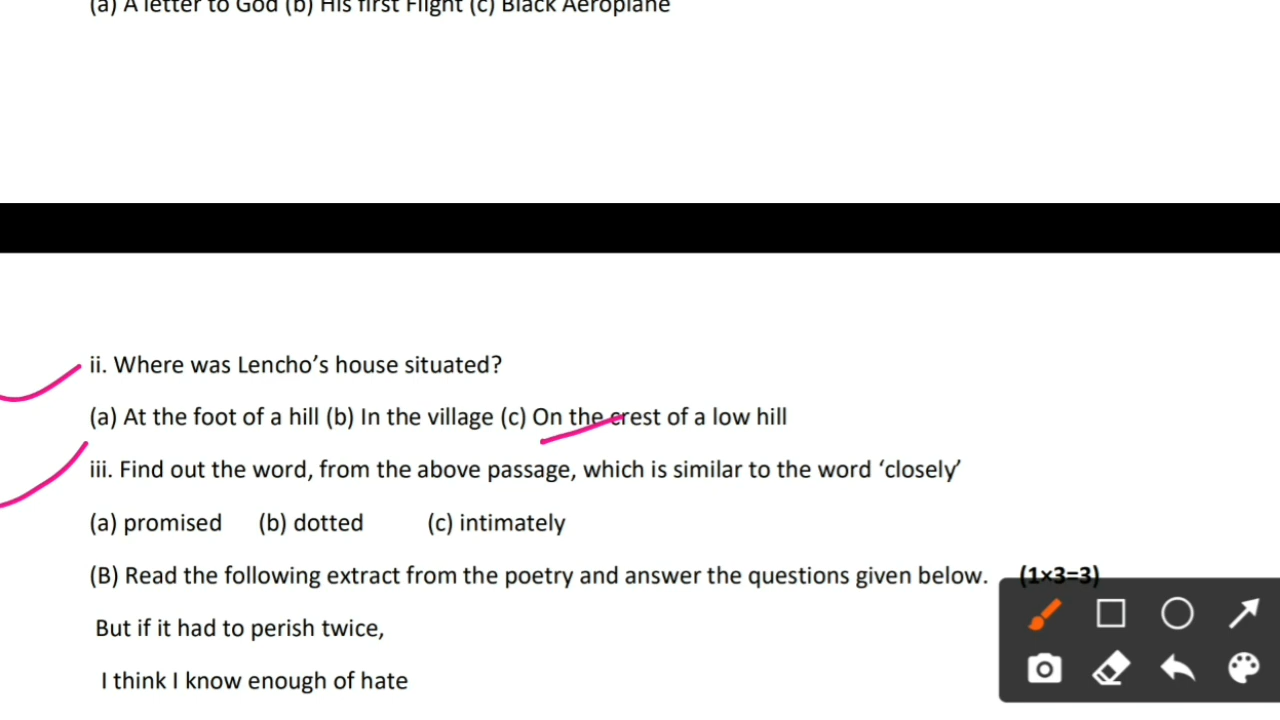 (a) A letter to God (b) His first Flight (c) Black Aeroplane
ii. Where was Lencho’s house situated?
(a) At the foot of a hill (b) In the village (c) On the crest of a low hill
iii. Find out the word, from the above passage, which is similar to the word ‘closely’
(a) promised (b) dotted (c) intimately
(B) Read the following extract from the poetry and answer the questions given below. (1×3=3)
But if it had to perish twice,
I think I know enough of hate